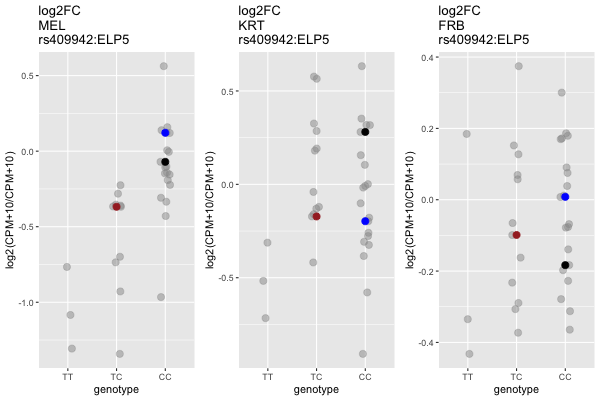 log2FC
MEL
rs409942:ELP5
log2(CPM+10/CPM+10)
0.5
0.0
-0.5
-1.0
TT TC CC
genotype
log2FC
KRT
rs409942:ELP5
log2(CPM+10/CPM+10)
0.5
0.0
-0.5
TT TC CC
genotype
log2FC
FRB
rs409942:ELP5
log2(CPM+10/CPM+10)
0.4
0.2
0.0
-0.2
-0.4
TT TC CC
genotype